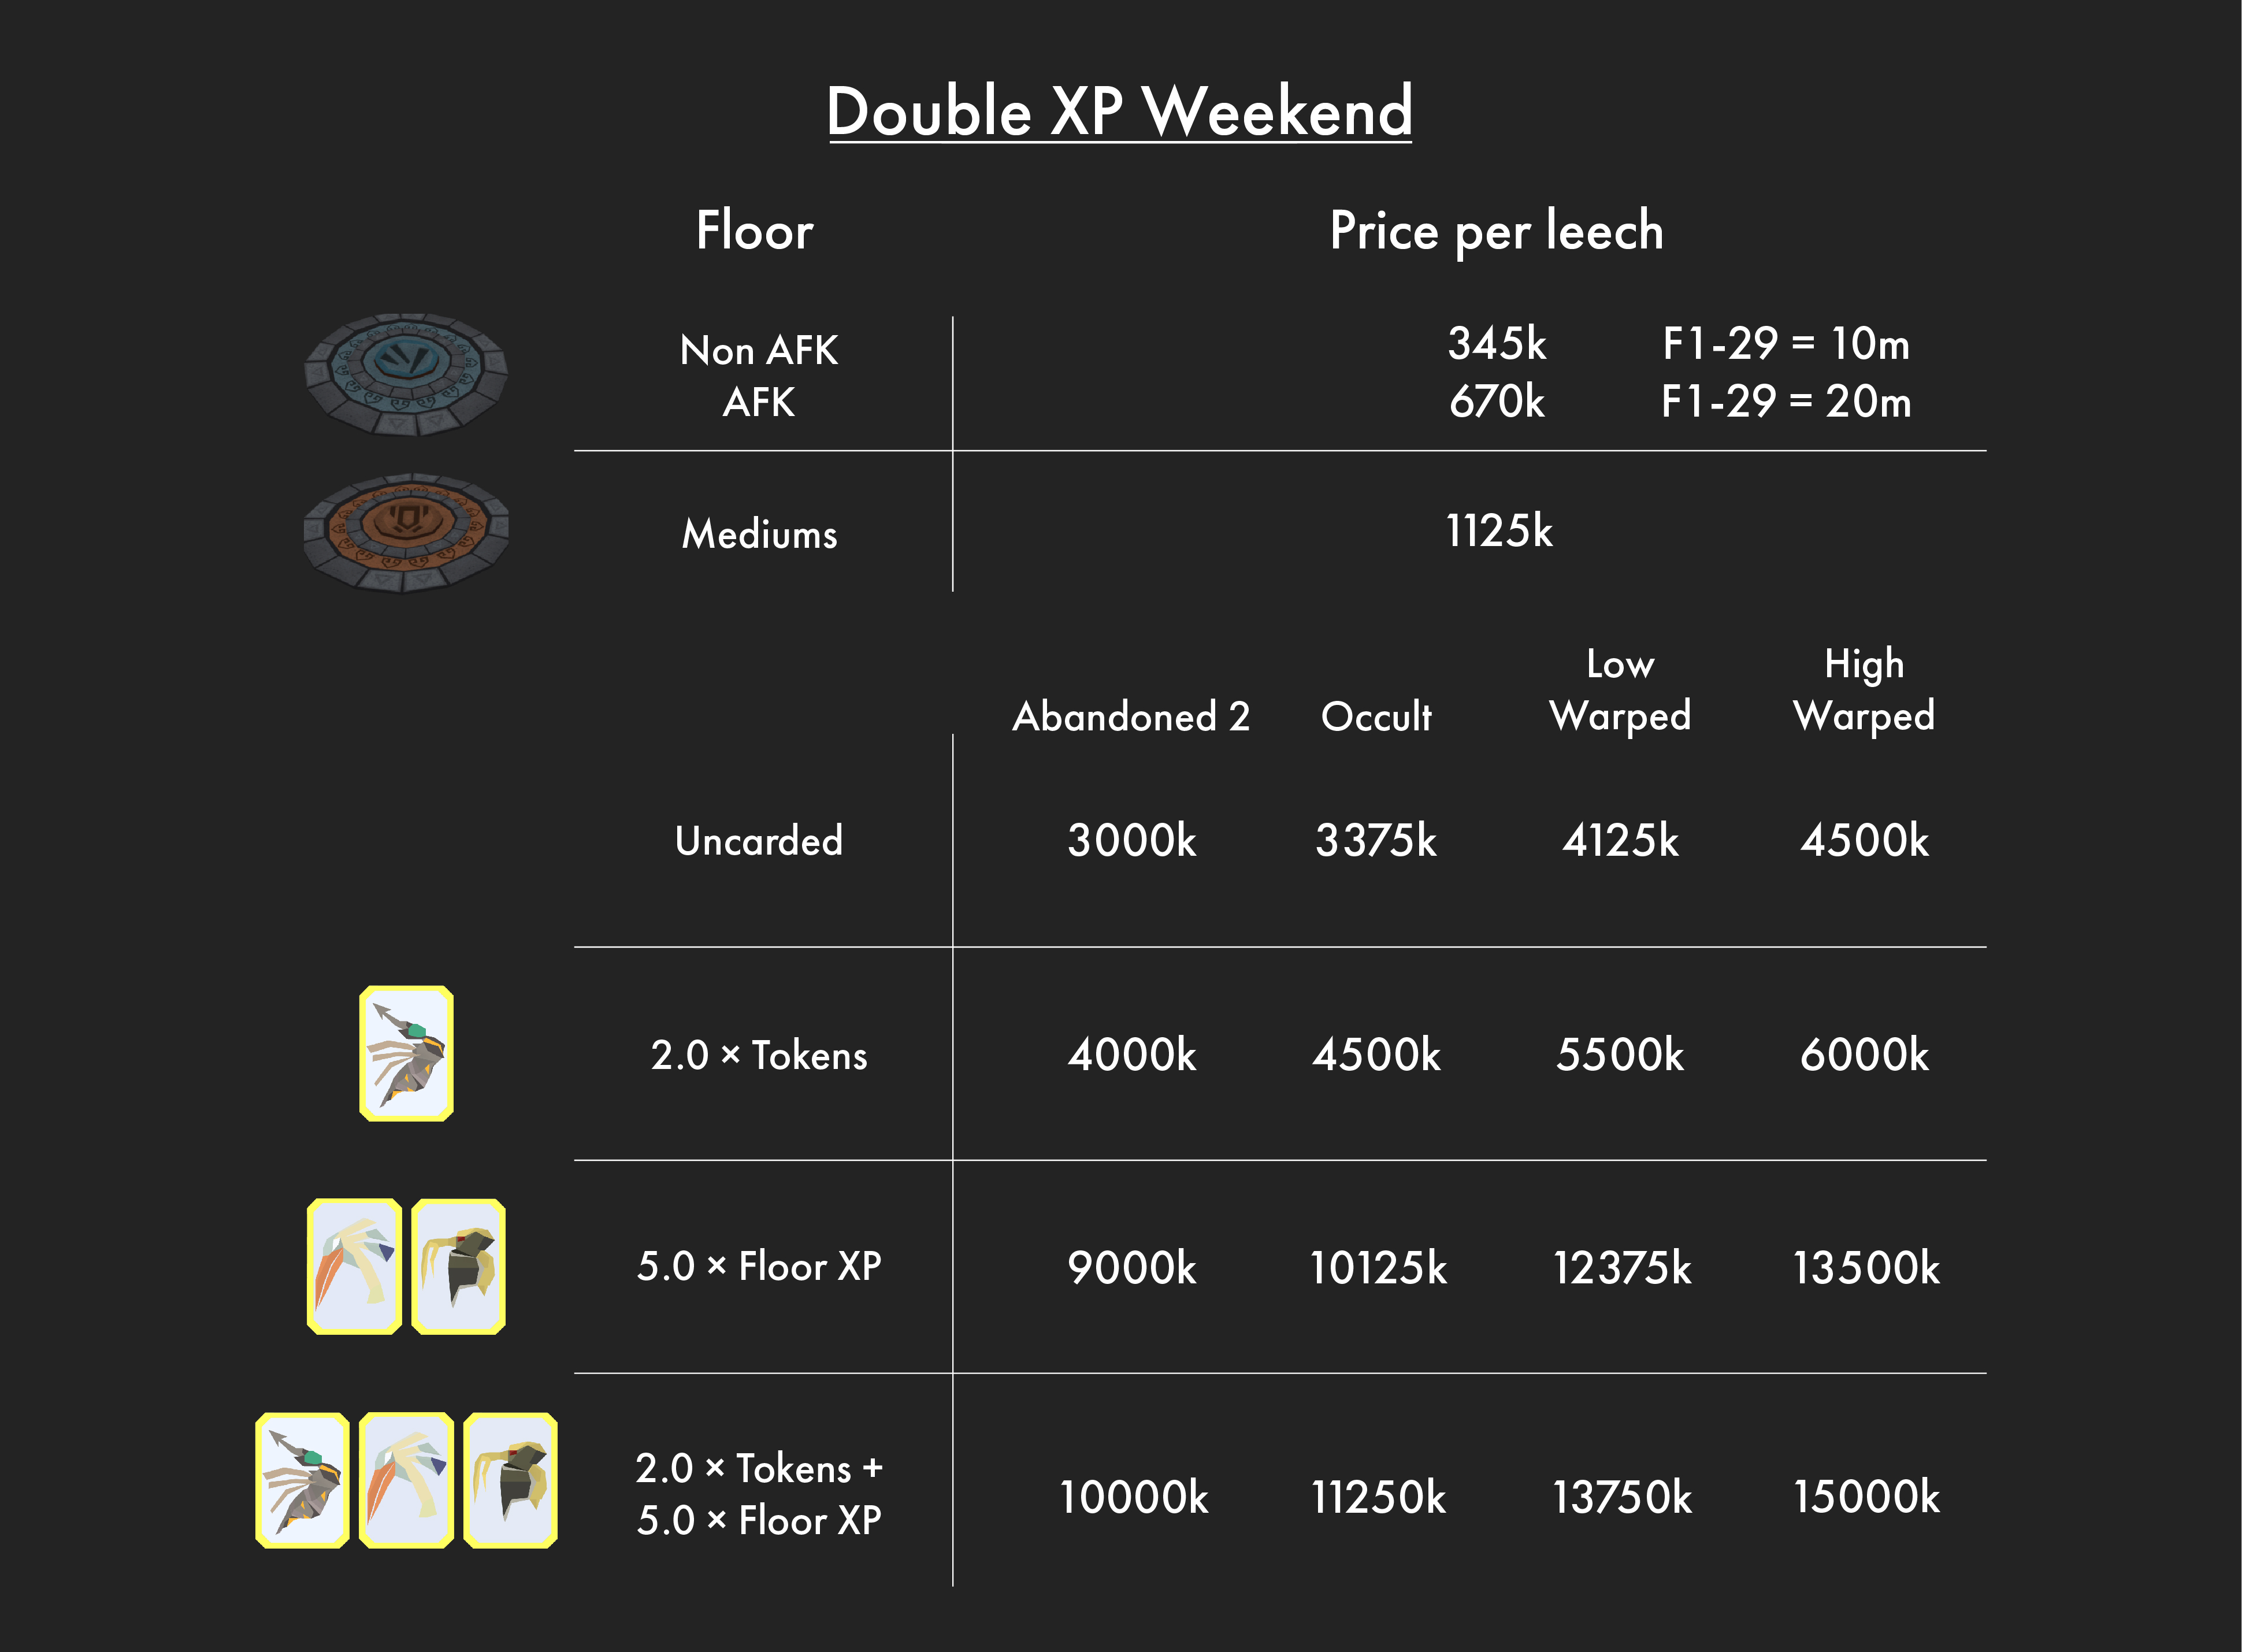 Double XP Weekend
Floor Price per leech
Non AFK 345k F1-29 = 10m
AFK 670k F1-29 = 20m
Mediums 1125k
Abandoned 2 Occult Low Warped High Warped
Uncarded 3000k 3375k 4125k 4500k
2.0 × Tokens 4000k 4500k 5500k 6000k
5.0 × Floor XP 9000k 10125k 12375k 13500k
2.0 × Tokens +
5.0 × Floor XP 10000k 11250k 13750k 15000k